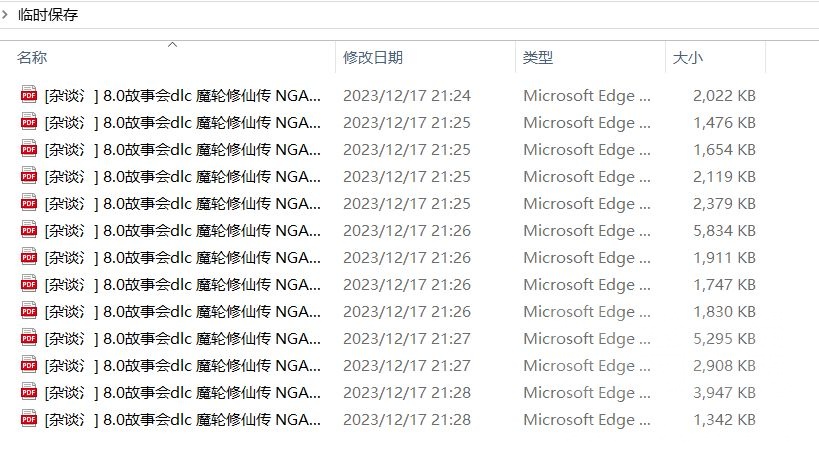 临时保存
名称 修改日期 类型 大小
[杂谈氵] 8.0故事会dlc 魔轮修仙传 NGA... 2023/12/17 21:24 Microsoft Edge ... 2,022 KB
[杂谈氵] 8.0故事会dlc 魔轮修仙传 NGA... 2023/12/17 21:25 Microsoft Edge ... 1,476 KB
[杂谈氵] 8.0故事会dlc 魔轮修仙传 NGA... 2023/12/17 21:25 Microsoft Edge ... 1,654 KB
[杂谈氵] 8.0故事会dlc 魔轮修仙传 NGA... 2023/12/17 21:25 Microsoft Edge ... 2,119 KB
[杂谈氵] 8.0故事会dlc 魔轮修仙传 NGA... 2023/12/17 21:25 Microsoft Edge ... 2,379 KB
[杂谈氵] 8.0故事会dlc 魔轮修仙传 NGA... 2023/12/17 21:26 Microsoft Edge ... 5,834 KB
[杂谈氵] 8.0故事会dlc 魔轮修仙传 NGA... 2023/12/17 21:26 Microsoft Edge ... 1,911 KB
[杂谈氵] 8.0故事会dlc 魔轮修仙传 NGA... 2023/12/17 21:26 Microsoft Edge ... 1,747 KB
[杂谈氵] 8.0故事会dlc 魔轮修仙传 NGA... 2023/12/17 21:26 Microsoft Edge ... 1,830 KB
[杂谈氵] 8.0故事会dlc 魔轮修仙传 NGA... 2023/12/17 21:27 Microsoft Edge ... 5,295 KB
[杂谈氵] 8.0故事会dlc 魔轮修仙传 NGA... 2023/12/17 21:27 Microsoft Edge ... 2,908 KB
[杂谈氵] 8.0故事会dlc 魔轮修仙传 NGA... 2023/12/17 21:28 Microsoft Edge ... 3,947 KB
[杂谈氵] 8.0故事会dlc 魔轮修仙传 NGA... 2023/12/17 21:28 Microsoft Edge ... 1,342 KB